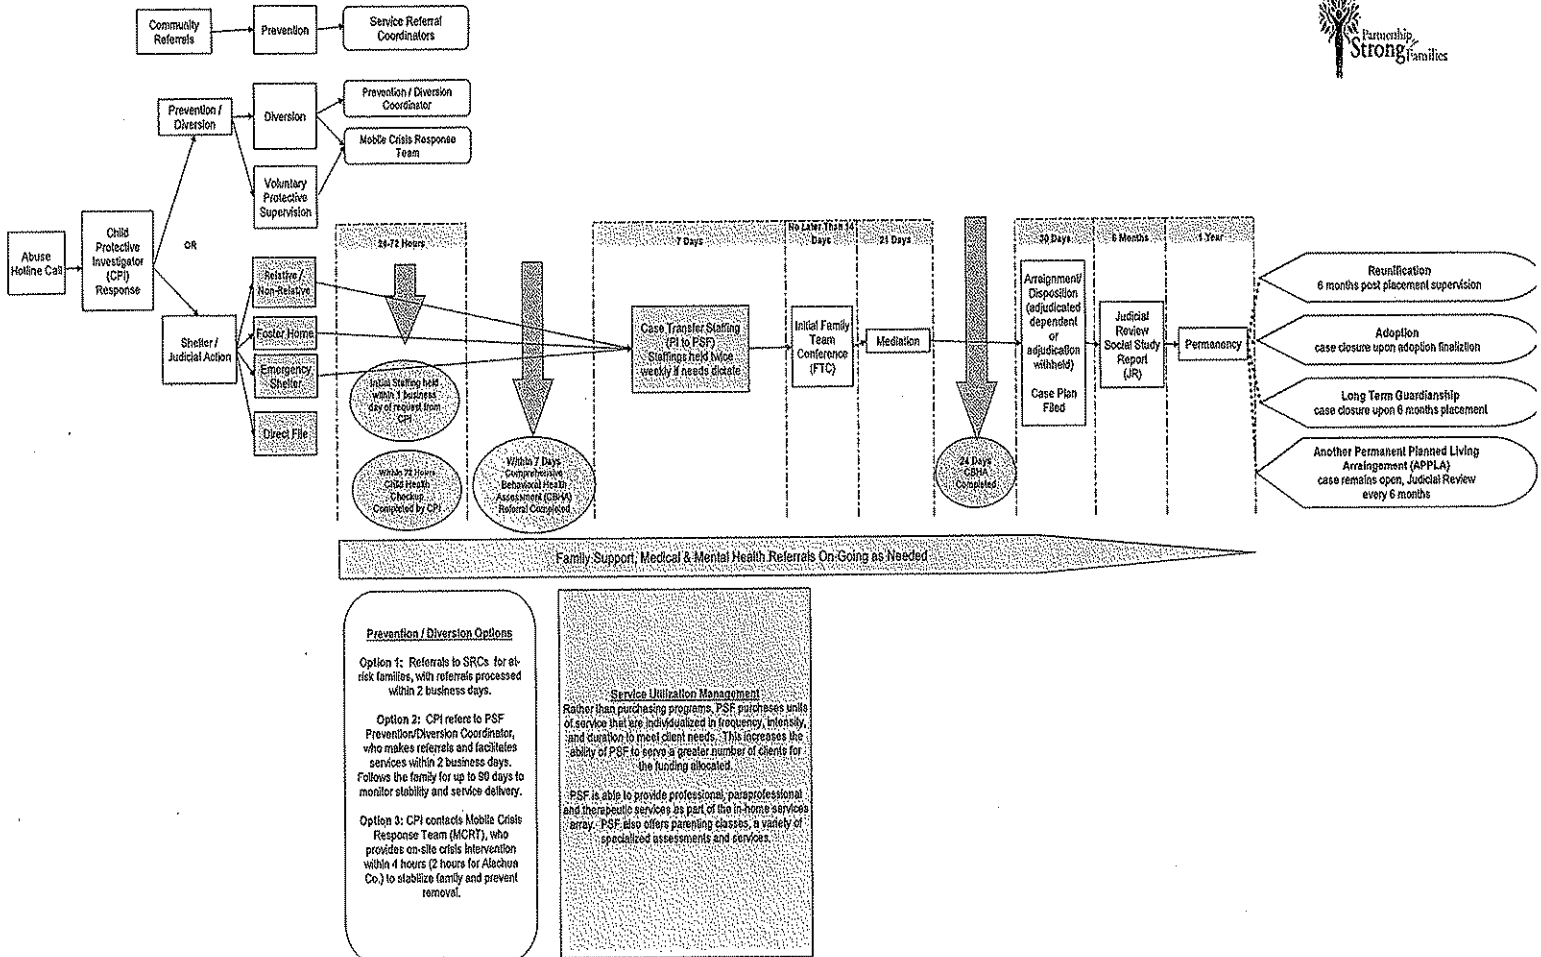 Partnership
for
Strong Families
Community
Referrals
Prevention
Service Referral
Coordinators
Prevention /
Diversion
Diversion
Prevention / Diversion
Coordinator
Mobile Crisis Response
Team
Voluntary
Protective
Supervision
Abuse
Hotline Call
Child
Protective
Investigator
(CPI)
Response
OR
Shelter /
Judicial Action
Relative /
Non-Relative
Foster Home
Emergency
Shelter
Direct File
24-72 Hours
Initial Staffing held
within 1 business
day of request from
CPI
Within 72 Hours
Child Health
Checkup
Completed by CPI
Within 7 Days
Comprehensive
Behavioral Health
Assessment (CBHA)
Referral Completed
7 Days
Case Transfer Staffing
(PI to PSF)
Staffings held twice
weekly if needs dictate
No Later Than 14
Days
Initial Family
Team
Conference
(FTC)
21 Days
Mediation
24 Days
CBHA
Completed
30 Days
Arraignment/
Disposition
(adjudicated
dependent
or
adjudication
withheld)
Case Plan
Filed
6 Months
Judicial
Review
Social Study
Report
(JR)
1 Year
Permanency
Reunification
6 months post placement supervision
Adoption
case closure upon adoption finaliztion
Long Term Guardianship
case closure upon 6 months placement
Another Permanent Planned Living
Arraingement (APPLA)
case remains open, Judicial Review
every 6 months
Family Support, Medical & Mental Health Referrals On-Going as Needed
Prevention / Diversion Options
Option 1: Referrals to SRCs for at-
risk families, with referrals processed
within 2 business days.
Option 2: CPI refers to PSF
Prevention/Diversion Coordinator,
who makes referrals and facilitates
services within 2 business days.
Follows the family for up to 90 days to
monitor stability and service delivery.
Option 3: CPI contacts Mobile Crisis
Response Team (MCRT), who
provides on-site crisis intervention
within 4 hours (2 hours for Alachua
Co.) to stabilize family and prevent
removal.
Service Utilization Management
Rather than purchasing programs, PSF purchases units
of service that are individualized in frequency, intensity,
and duration to meet client needs. This increases the
ability of PSF to serve a greater number of clients for
the funding allocated.
PSF is able to provide professional, paraprofessional
and therapeutic services as part of the in-home services
array. PSF also offers parenting classes, a variety of
specialized assessments and services.